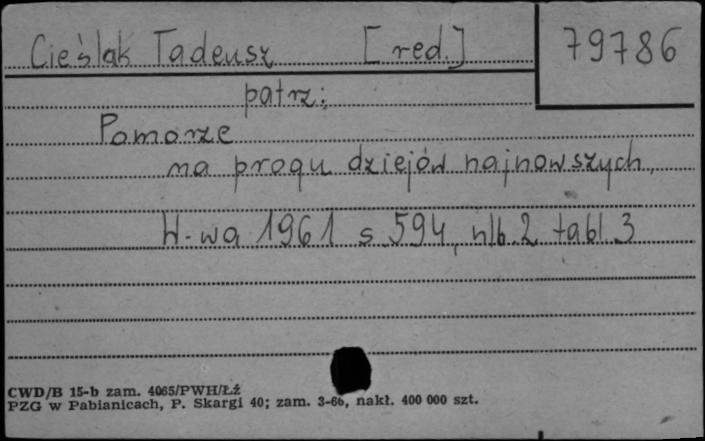 Cieślak Tadeusz [red.] 79786
patrz:
Pomorze
na progu dziejów najnowszych,
W-wa 1961 s 594, nlb. 2 tabl. 3
CWD/B 15-b zam. 4065/PWH/Łź
PZG w Pabianicach, P. Skargi 40; zam. 3-66, nakł. 400 000 szt.